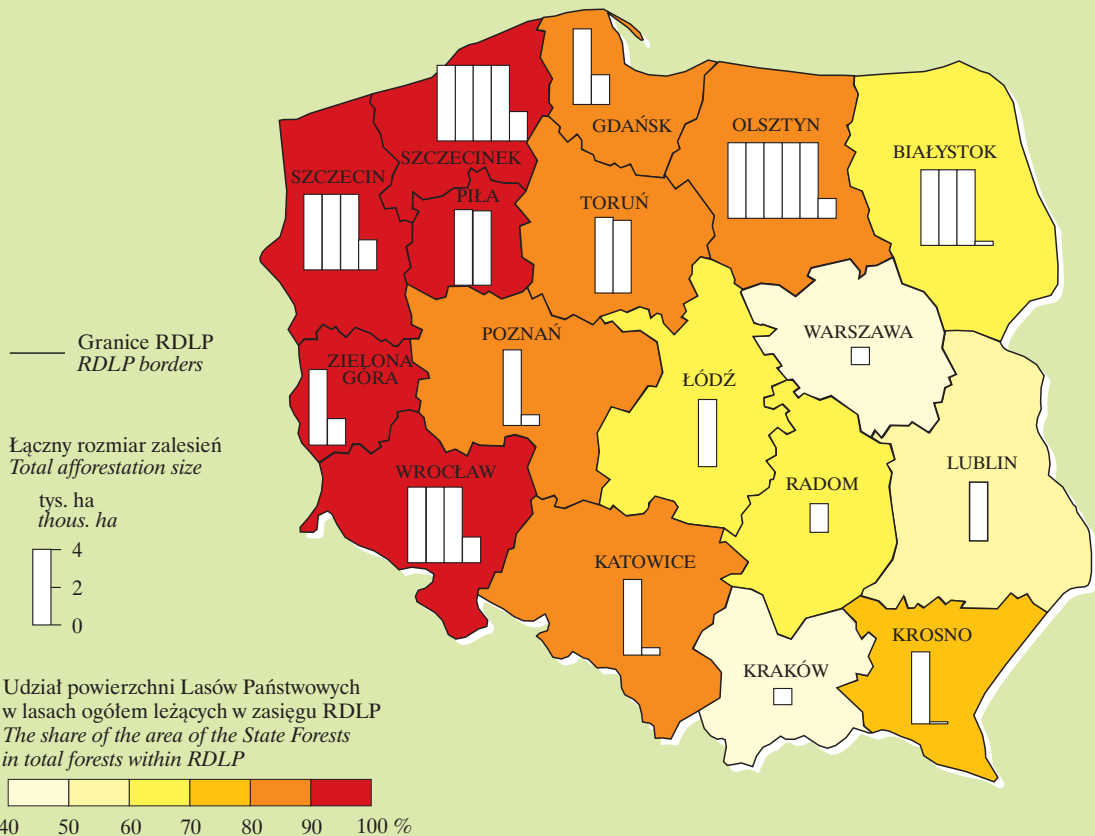 GDAŃSK
OLSZTYN
BIAŁYSTOK
SZCZECINEK
SZCZECIN
PIŁA
TORUŃ
WARSZAWA
POZNAŃ
ZIELONA
GÓRA
ŁÓDŹ
LUBLIN
WROCŁAW
RADOM
KATOWICE
KROSNO
KRAKÓW
Granice RDLP
RDLP borders
Łączny rozmiar zalesień
Total afforestation size
tys. ha
thous. ha
4
2
0
Udział powierzchni Lasów Państwowych
w lasach ogółem leżących w zasięgu RDLP
The share of the area of the State Forests
in total forests within RDLP
40 50 60 70 80 90 100 %